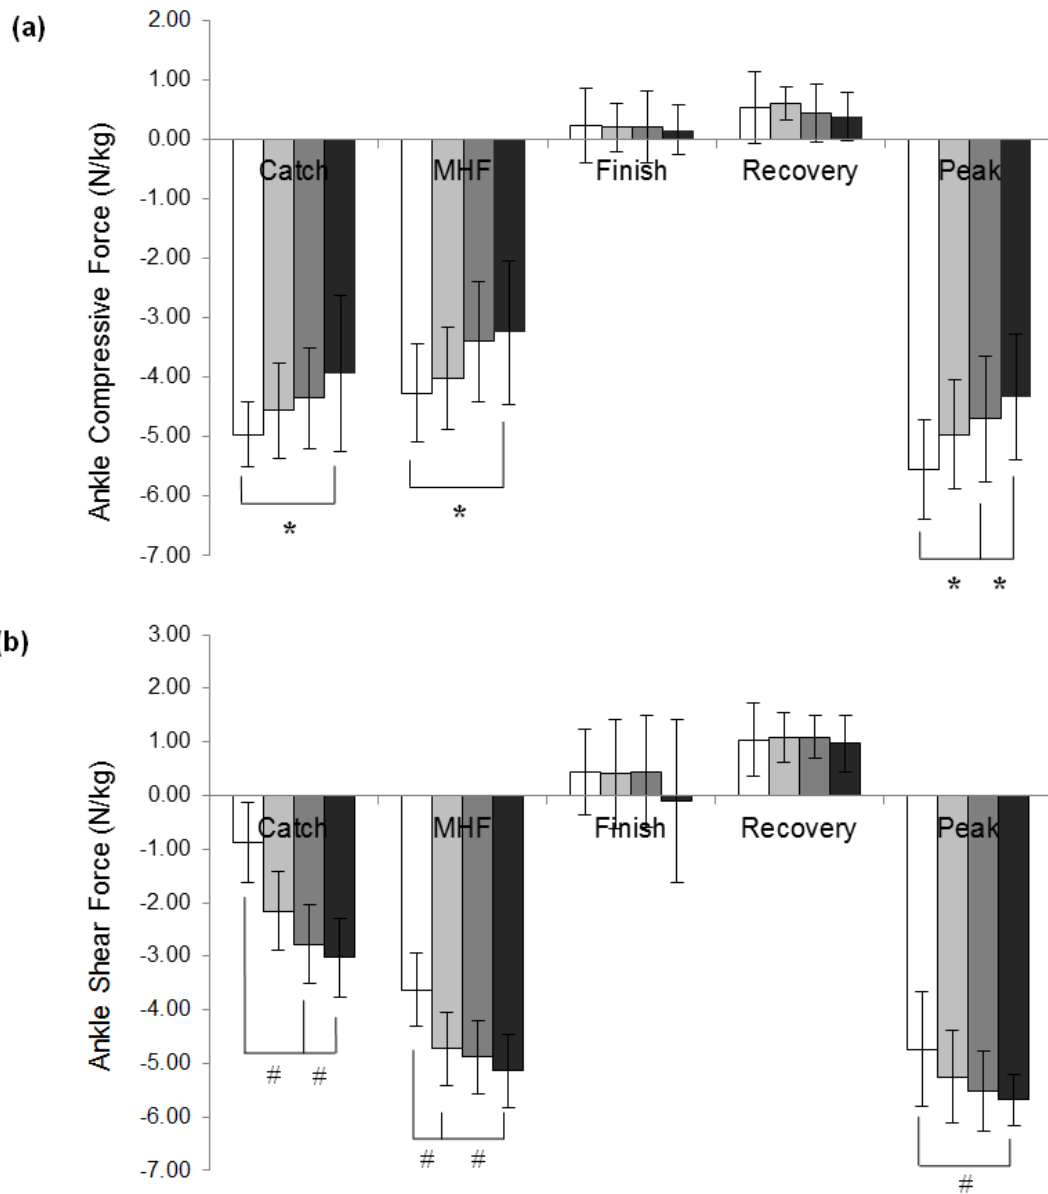 (a)
Ankle Compressive Force (N/kg)
2.00
1.00
0.00
-1.00
-2.00
-3.00
-4.00
-5.00
-6.00
-7.00
Catch MHF Finish Recovery Peak
* * * *
(b)
Ankle Shear Force (N/kg)
3.00
2.00
1.00
0.00
-1.00
-2.00
-3.00
-4.00
-5.00
-6.00
-7.00
Catch MHF Finish Recovery Peak
# # # # #